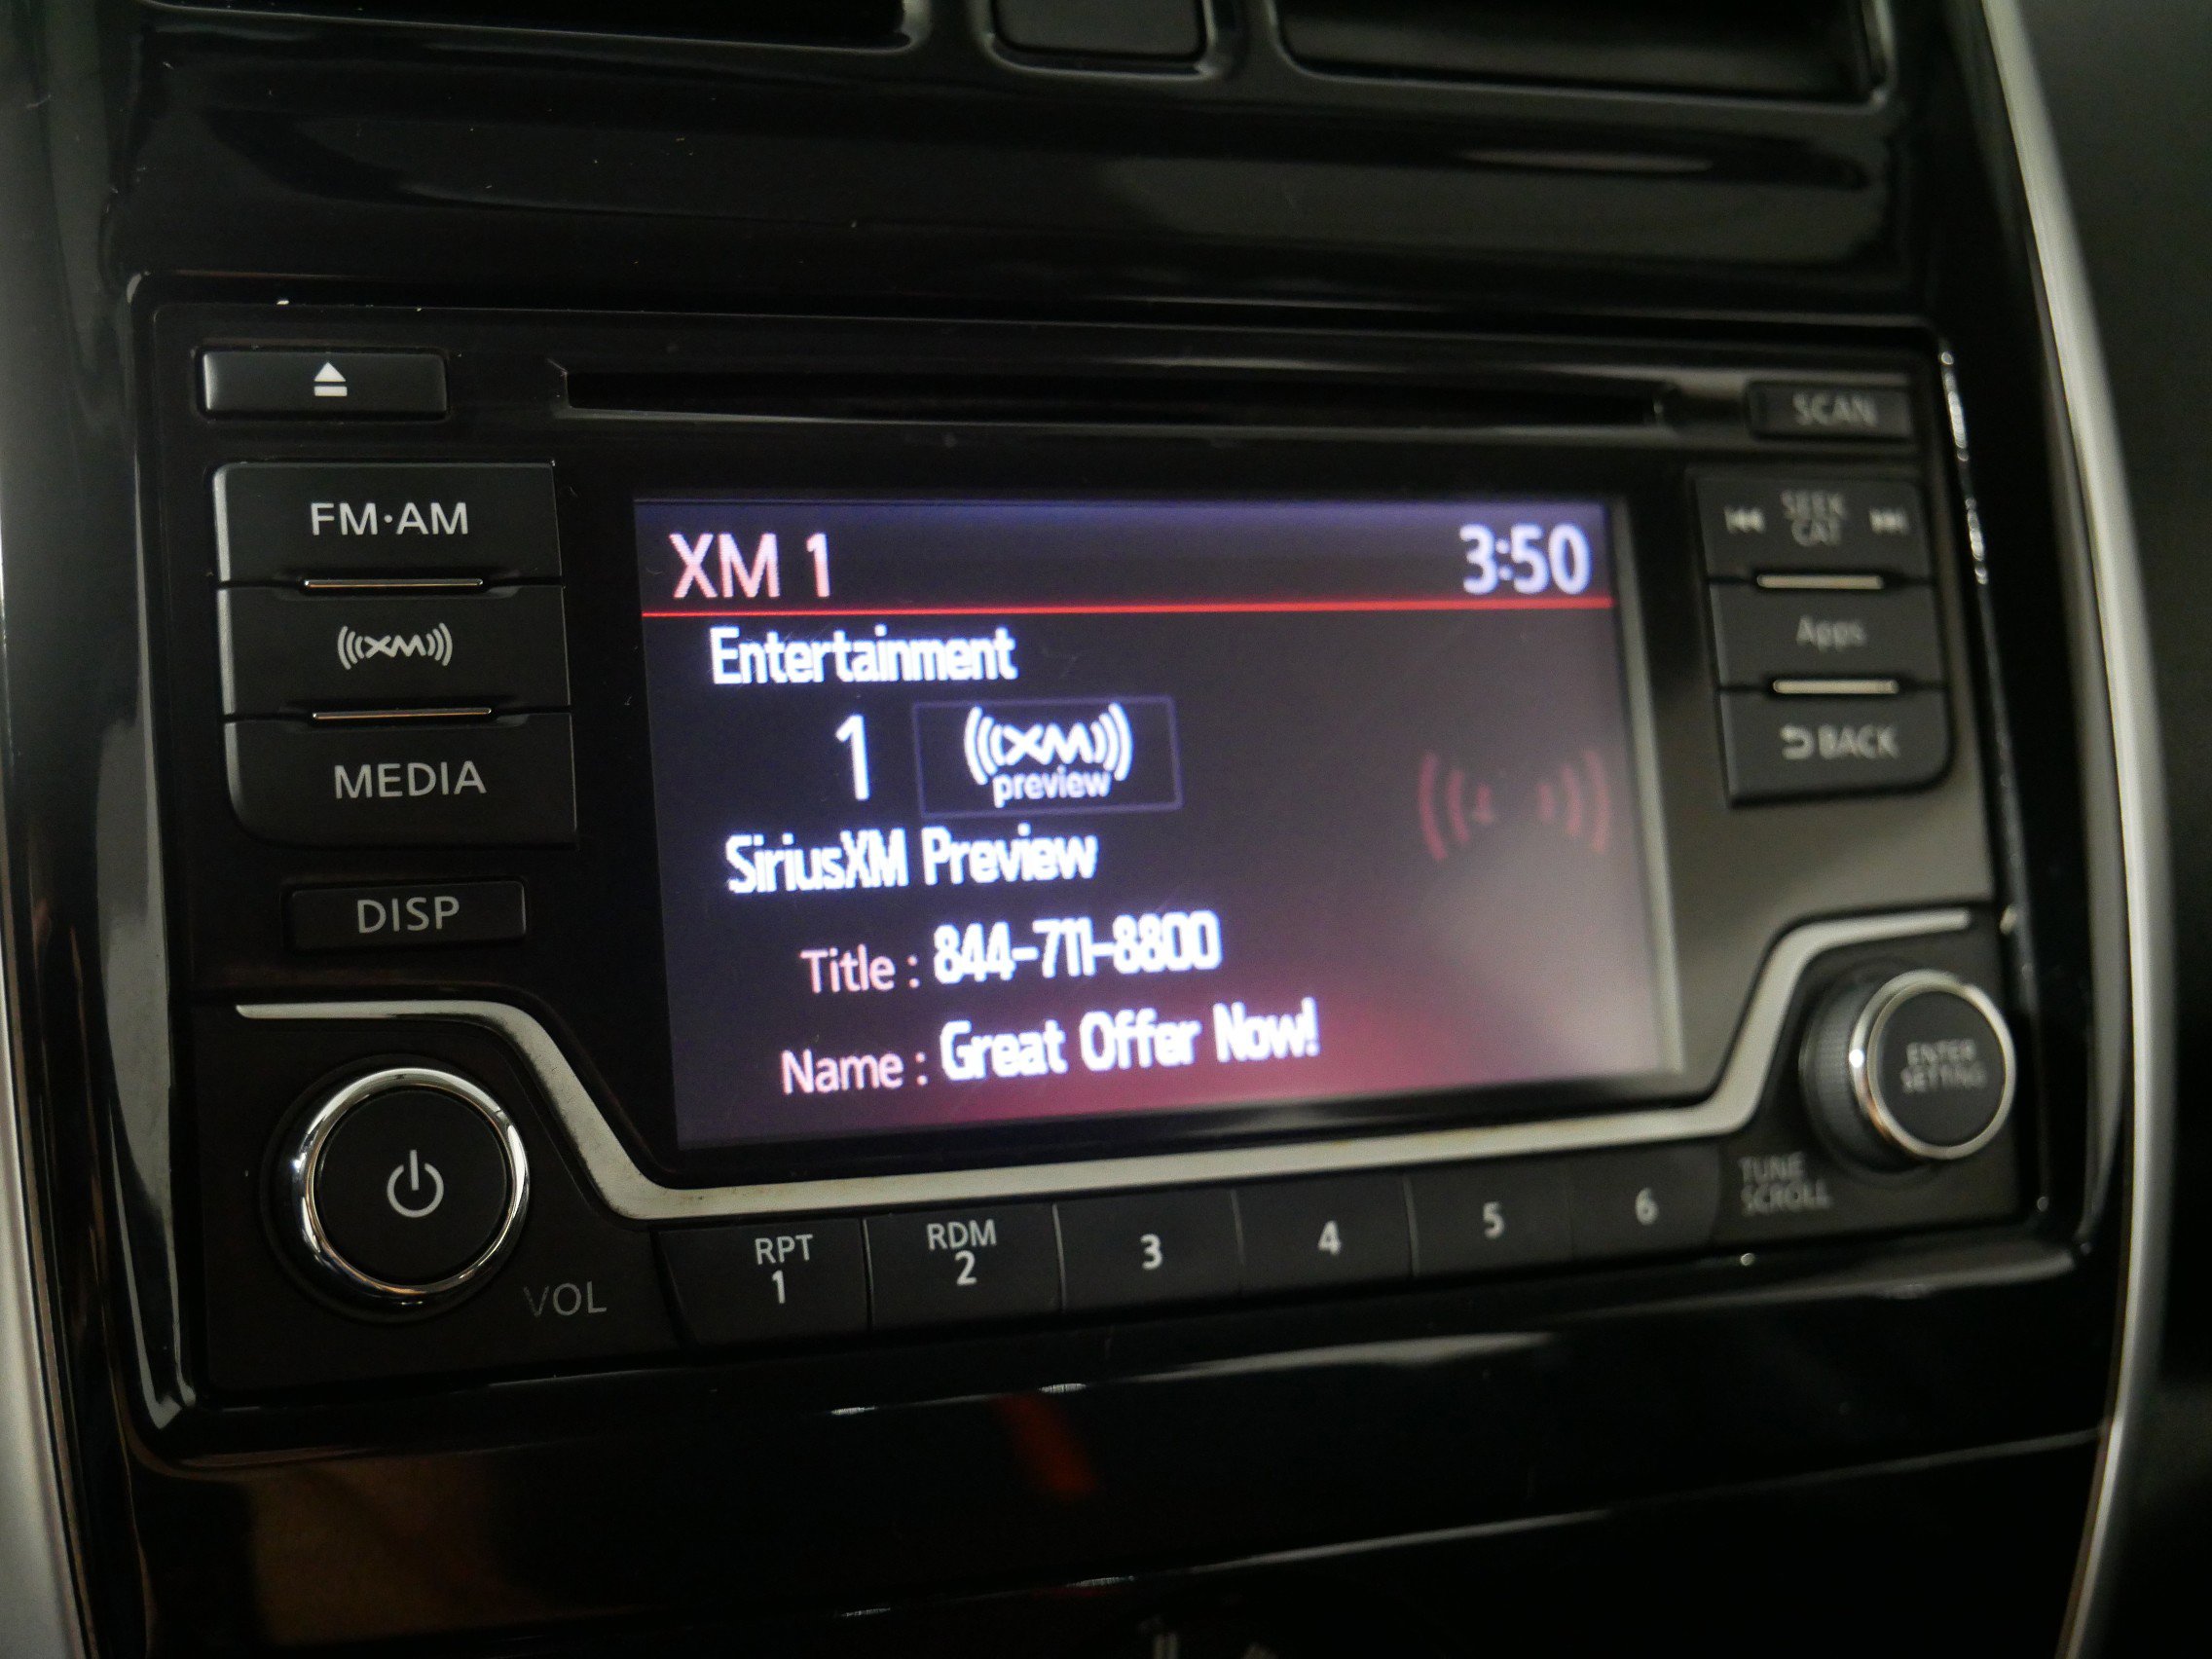 SCAN
FM·AM
SEEK
CAT
XM 1 3:50
XM
Entertainment
Apps
1 XM
preview
MEDIA
BACK
SiriusXM Preview
DISP
Title : 844-711-8800
Name : Great Offer Now!
ENTER
SETTING
VOL
TUNE
SCROLL
RPT
1
RDM
2
3
4
5
6